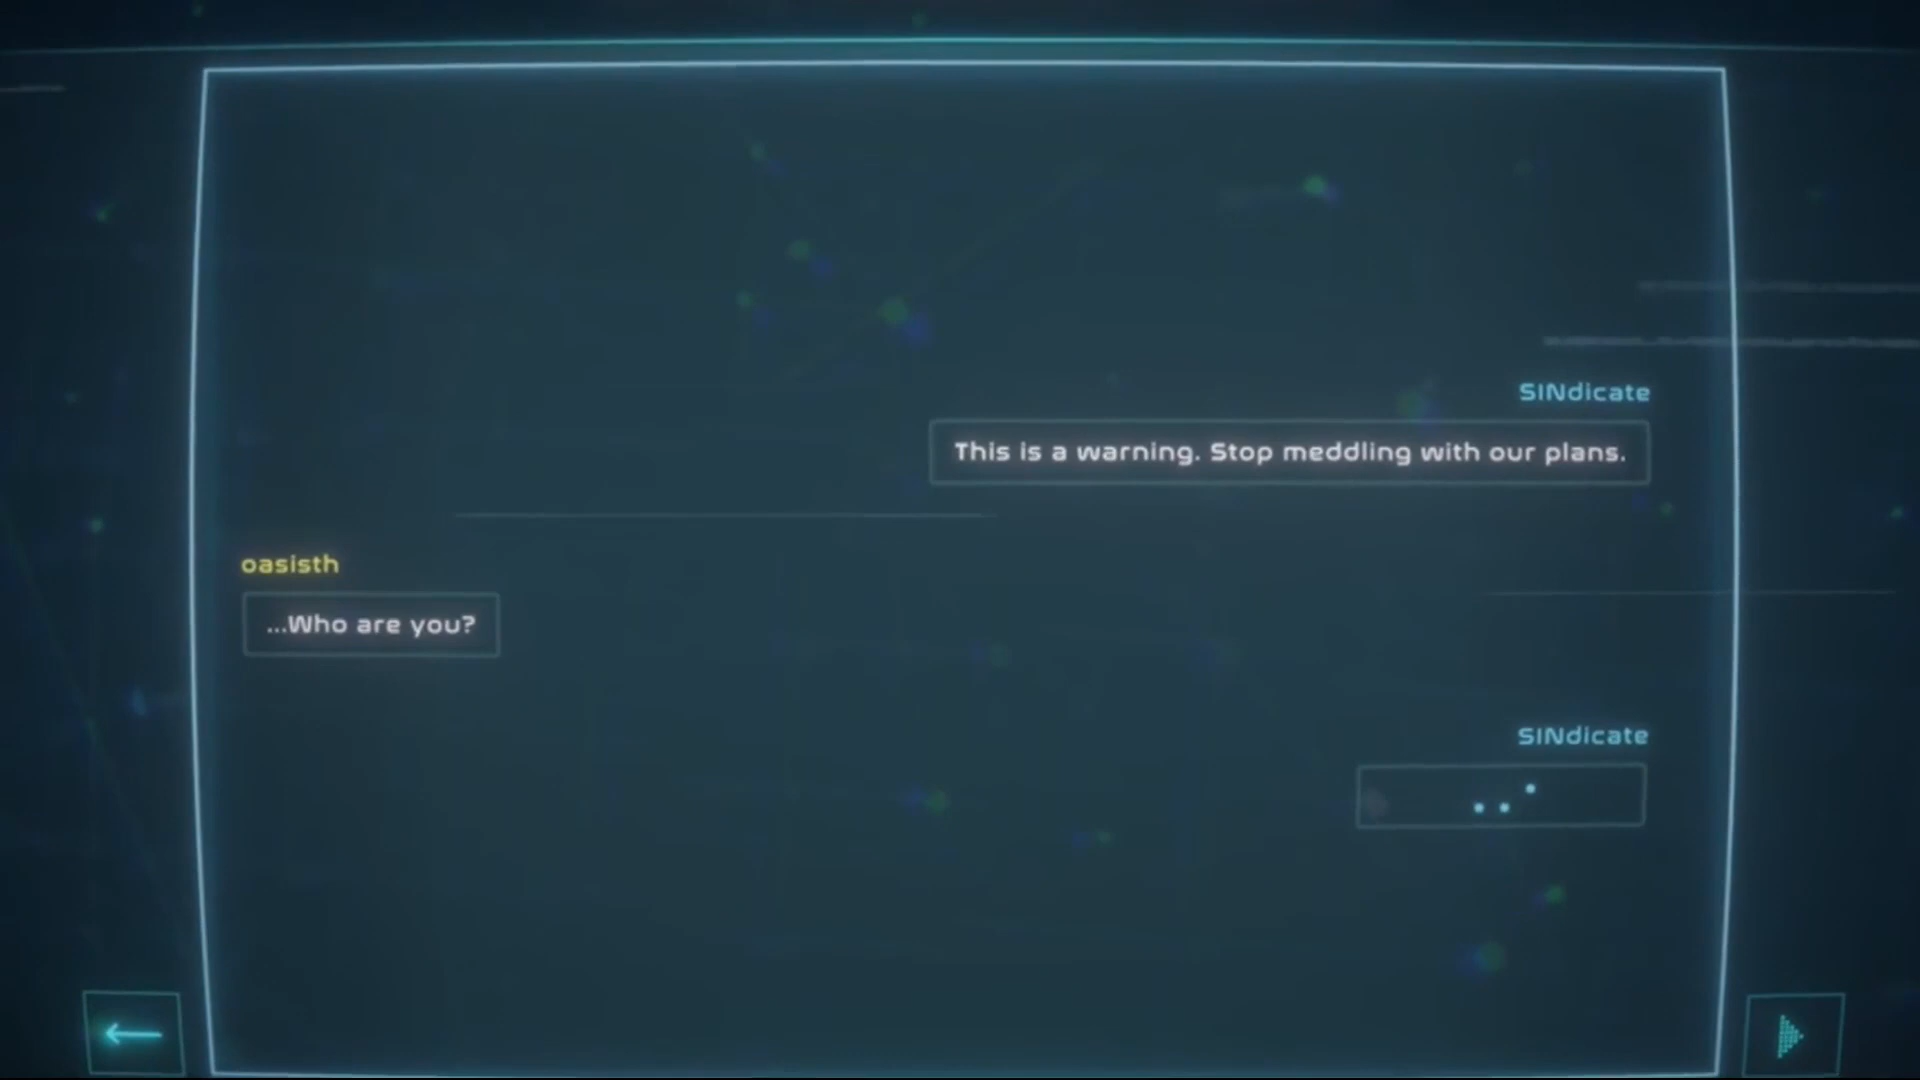 SINdicate
This is a warning. Stop meddling with our plans.
oasisth
...Who are you?
SINdicate